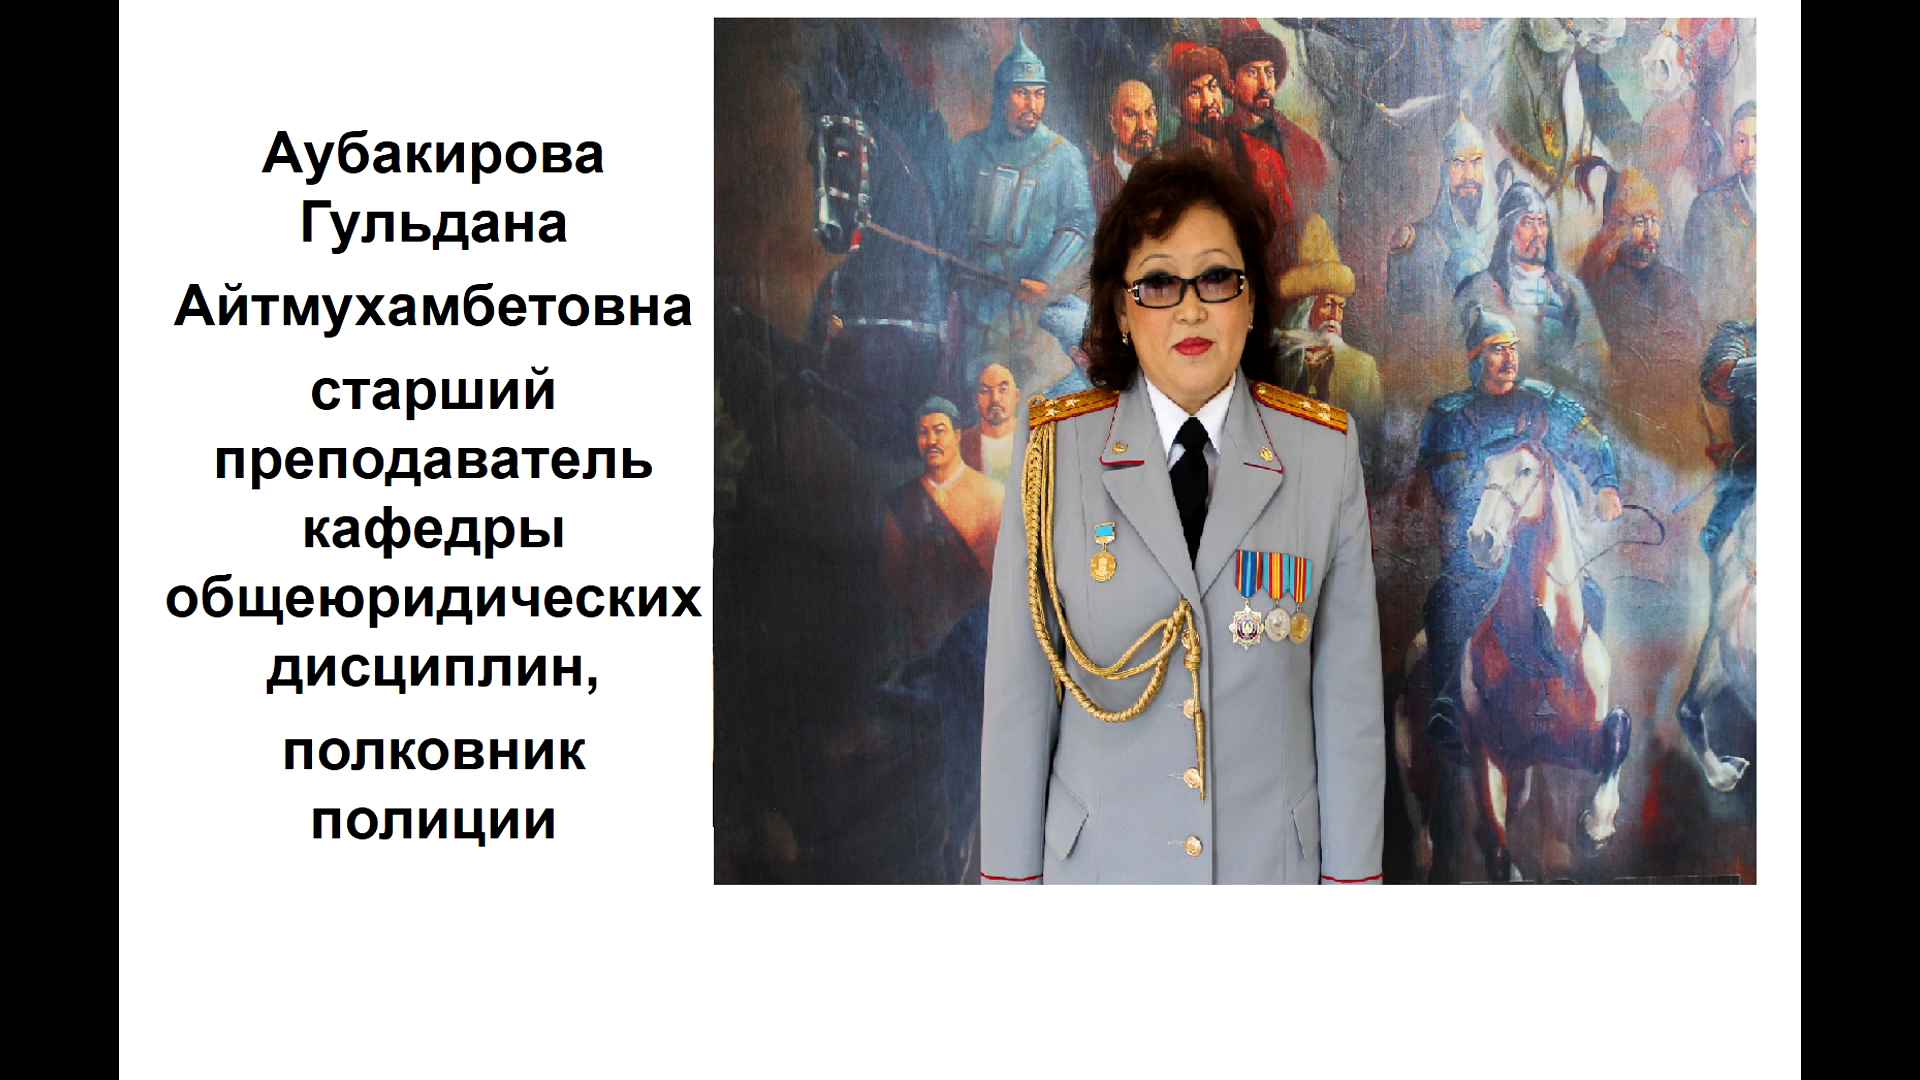 Аубакирова
Гульдана
Айтмухамбетовна
старший
преподаватель
кафедры
общеюридических
дисциплин,
полковник
полиции